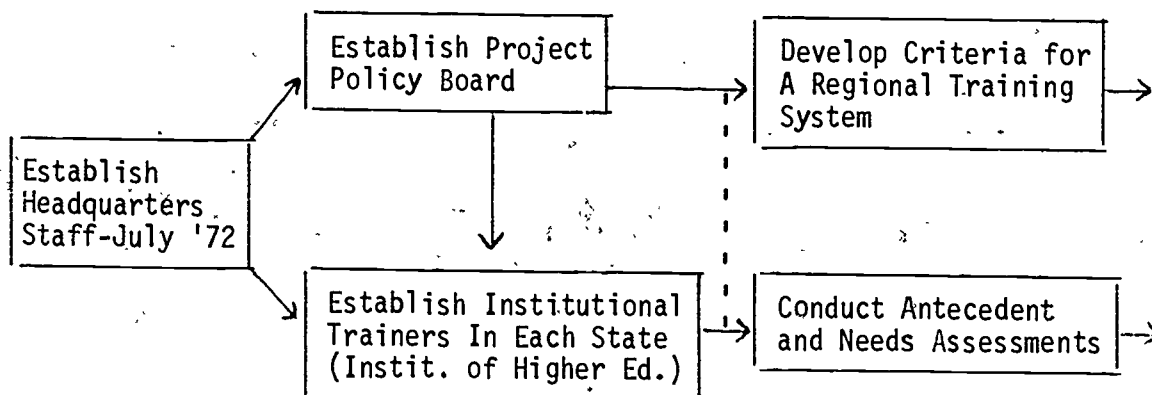 Establish Project
Policy Board
Develop Criteria for
A Regional Training
System
Establish
Headquarters
Staff-July '72
Establish Institutional
Trainers In Each State
(Instit. of Higher Ed.)
Conduct Antecedent
and Needs Assessments